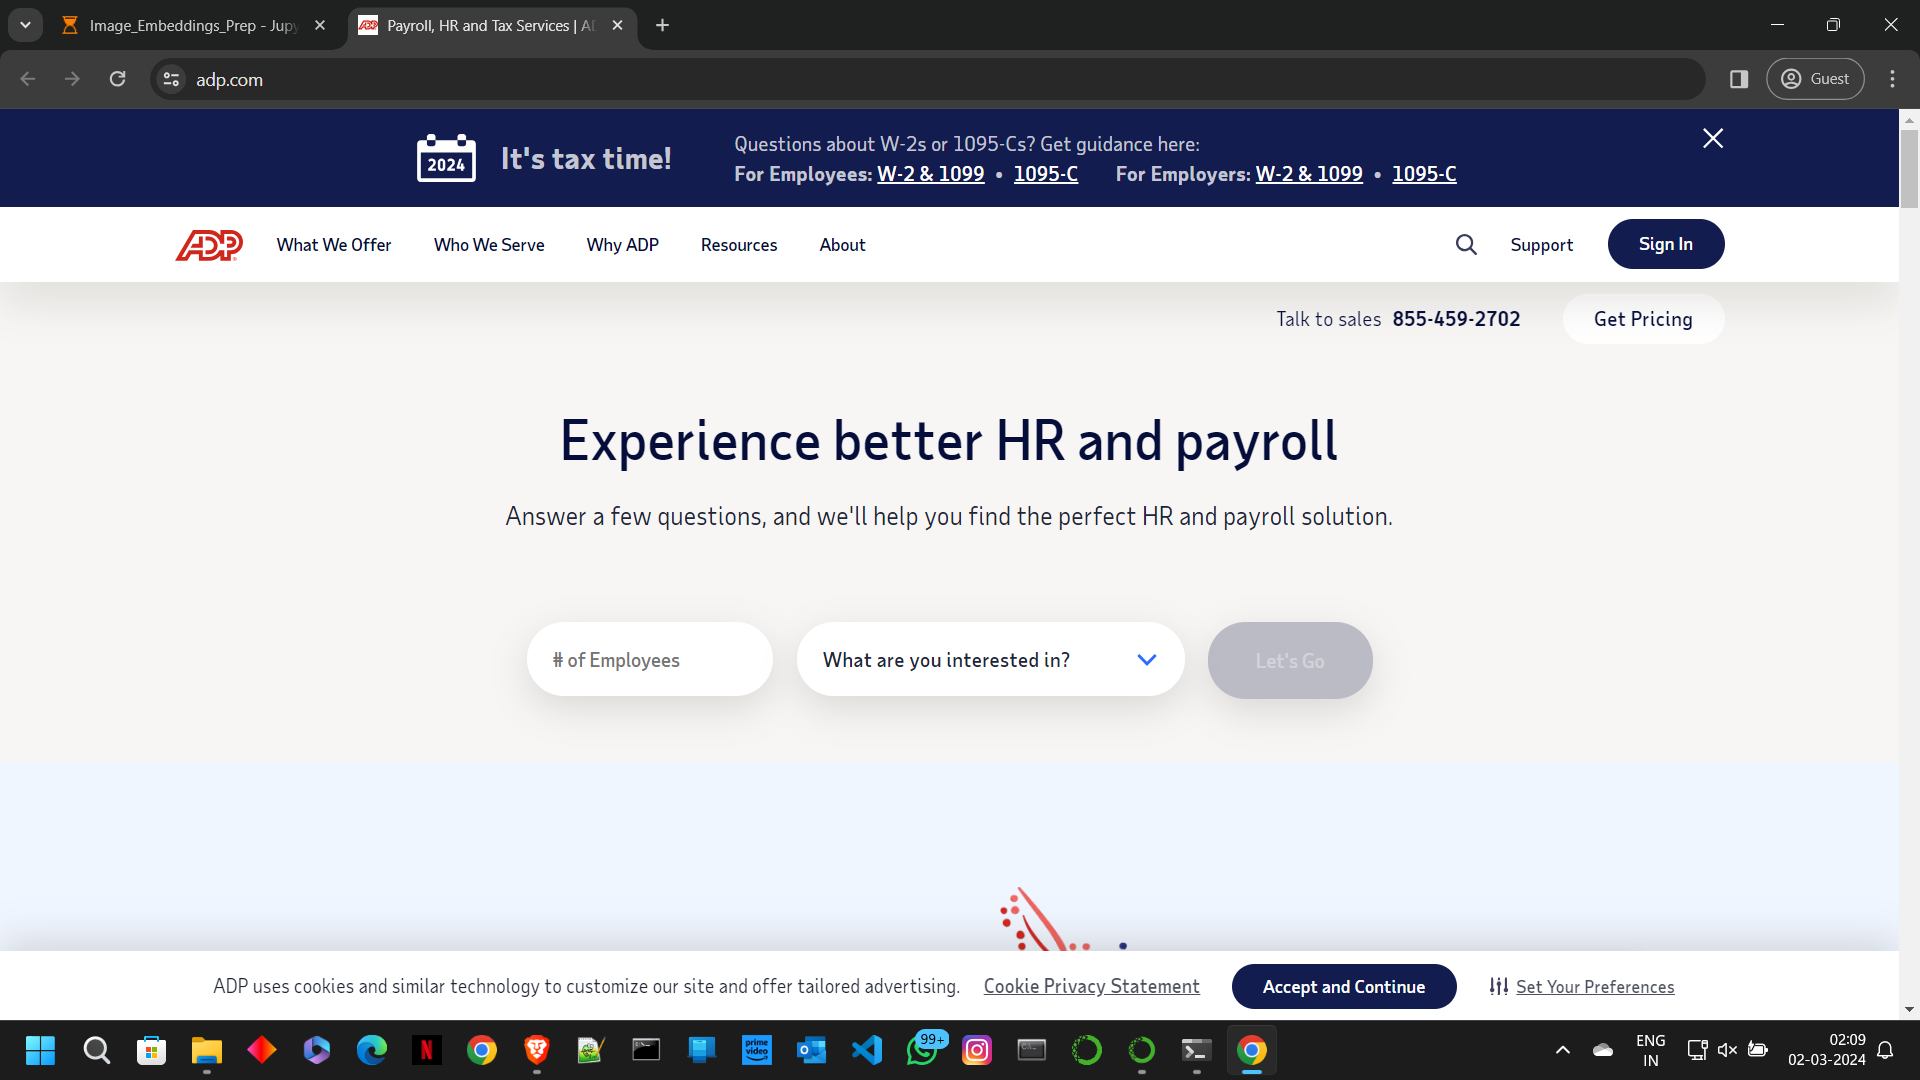 Image_Embeddings_Prep - Jupy
Payroll, HR and Tax Services | AD
adp.com
Guest
2024
It's tax time!
Questions about W-2s or 1095-Cs? Get guidance here:
For Employees: W-2 & 1099 • 1095-C For Employers: W-2 & 1099 • 1095-C
ADP
What We Offer
Who We Serve
Why ADP
Resources
About
Support
Sign In
Talk to sales 855-459-2702
Get Pricing
Experience better HR and payroll
Answer a few questions, and we'll help you find the perfect HR and payroll solution.
# of Employees
What are you interested in?
Let's Go
ADP uses cookies and similar technology to customize our site and offer tailored advertising.
Cookie Privacy Statement
Accept and Continue
Set Your Preferences
N
prime
video
99+
ENG
IN
02:09
02-03-2024